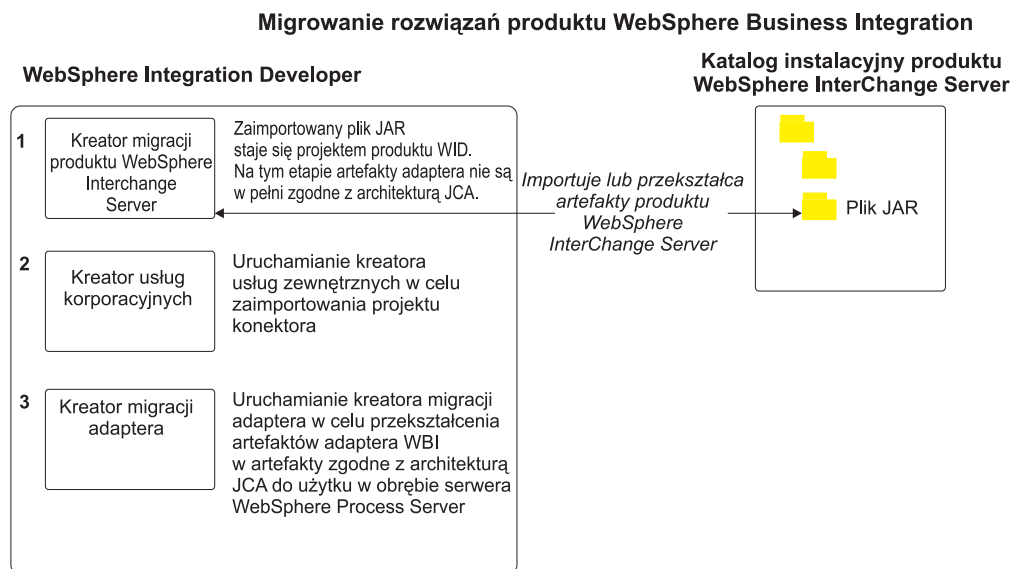 Migrowanie rozwiązań produktu WebSphere Business Integration
WebSphere Integration Developer
Katalog instalacyjny produktu
WebSphere InterChange Server
1
Kreator migracji
produktu WebSphere
Interchange
Server
Zaimportowany plik JAR
staje się projektem produktu WID.
Na tym etapie artefakty adaptera nie są
w pełni zgodne z architekturą JCA.
Importuje lub przekształca
artefakty produktu
WebSphere
InterChange Server
Plik JAR
2
Kreator usług
korporacyjnych
Uruchamianie kreatora
usług zewnętrznych w celu
zaimportowania projektu
konektora
3
Kreator migracji
adaptera
Uruchamianie kreatora migracji
adaptera w celu przekształcenia
artefaktów adaptera WBI
w artefakty zgodne z architekturą
JCA do użytku w obrębie serwera
WebSphere Process Server